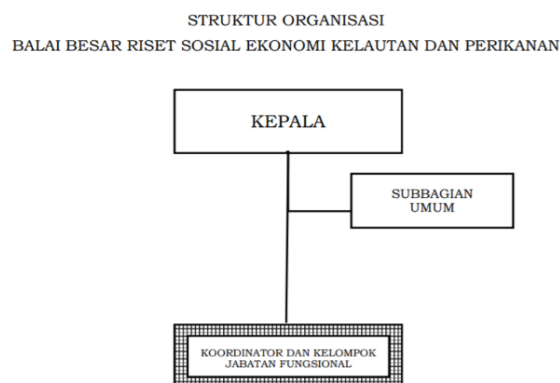 STRUKTUR ORGANISASI
BALAI BESAR RISET SOSIAL EKONOMI KELAUTAN DAN PERIKANAN
KEPALA
SUBBAGIAN
UMUM
KOORDINATOR DAN KELOMPOK
JABATAN FUNGSIONAL